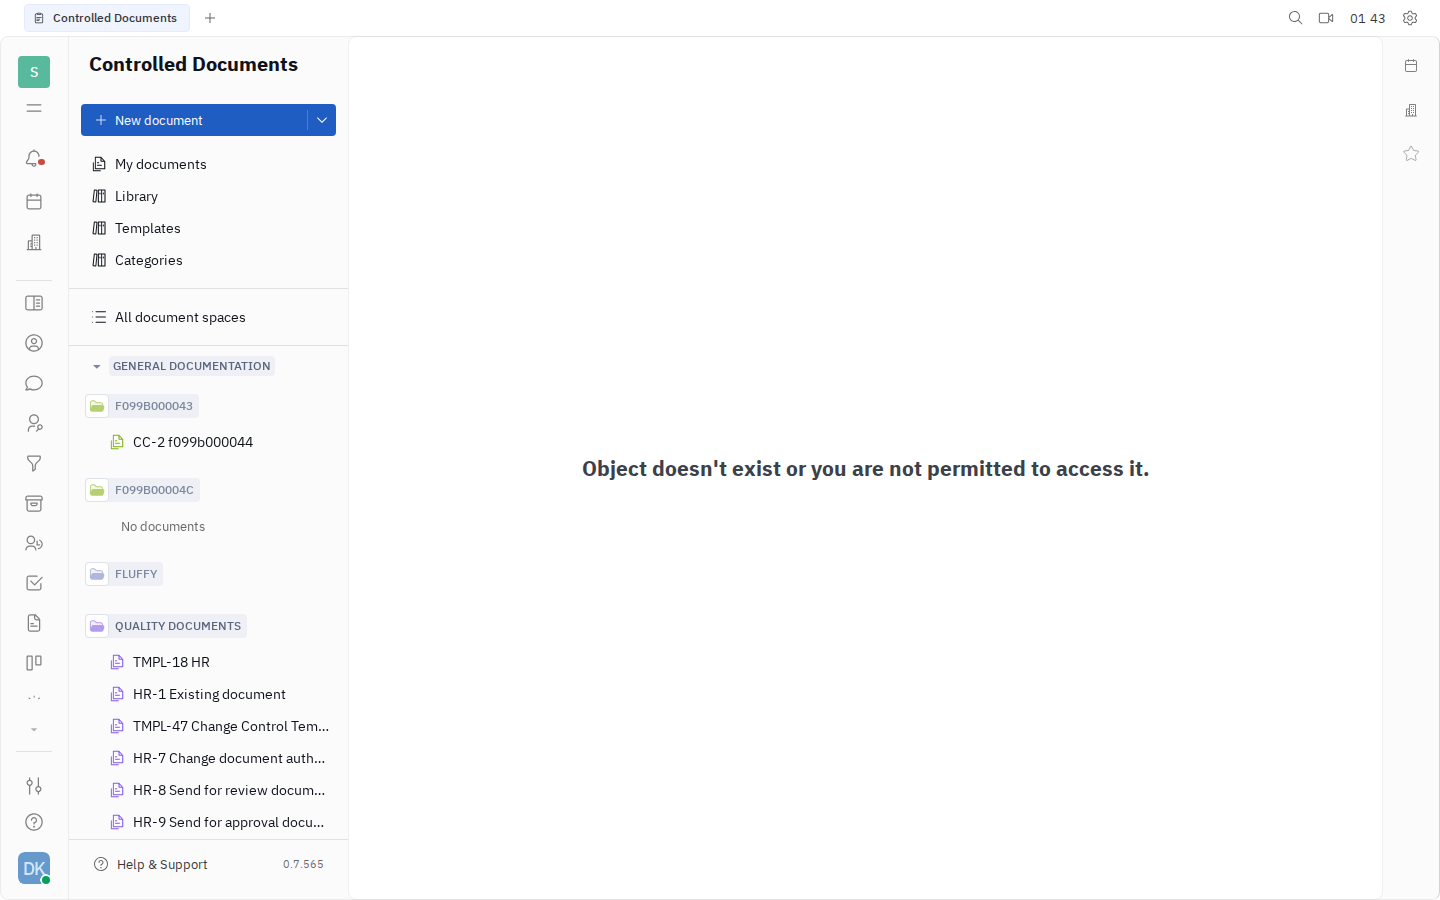 Controlled Documents
01 43
S
Controlled Documents
New document
My documents
Library
Templates
Categories
All document spaces
GENERAL DOCUMENTATION
F099B000043
CC-2 f099b000044
F099B00004C
No documents
FLUFFY
QUALITY DOCUMENTS
TMPL-18 HR
HR-1 Existing document
TMPL-47 Change Control Tem...
HR-7 Change document auth...
HR-8 Send for review docum...
HR-9 Send for approval docu...
Help & Support
0.7.565
DK
Object doesn't exist or you are not permitted to access it.